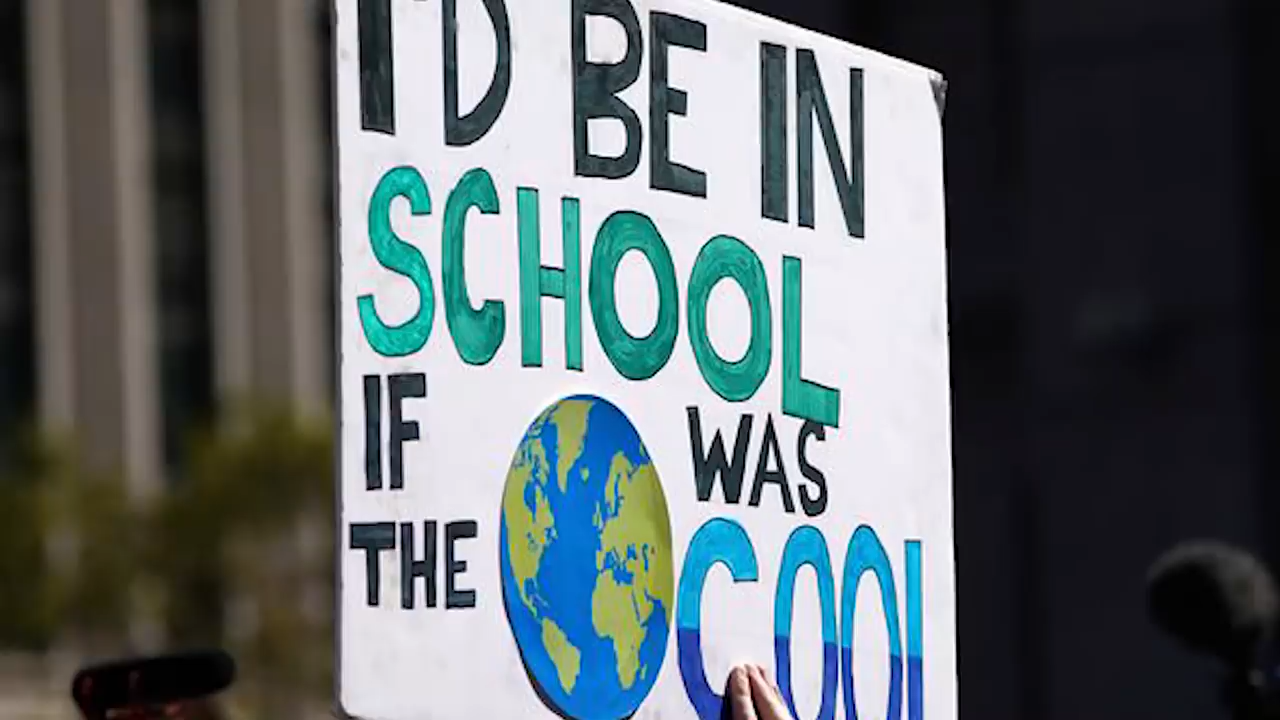 I'D BE IN
SCHOOL
IF
WAS
THE
COOL